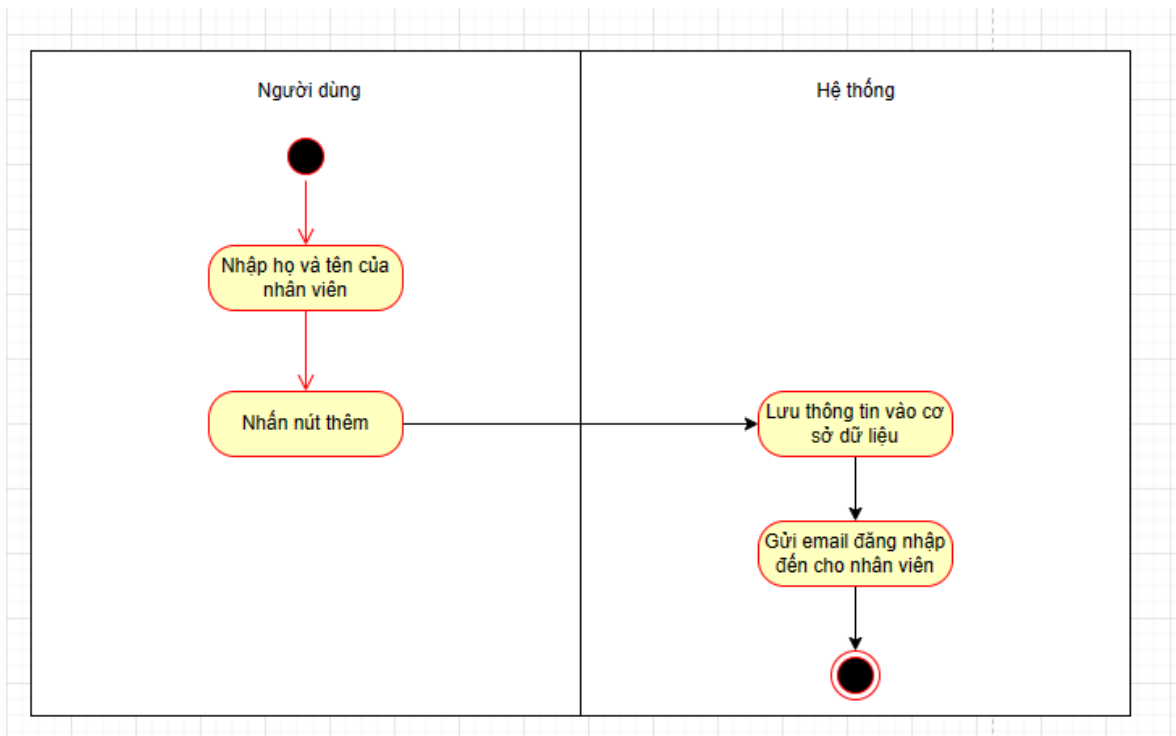 Người dùng
Hệ thống
Nhập họ và tên của
nhân viên
Nhấn nút thêm
Lưu thông tin vào cơ
sở dữ liệu
Gửi email đăng nhập
đến cho nhân viên